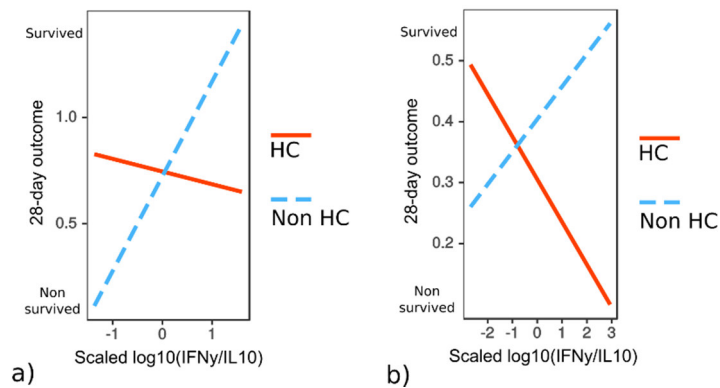 Survived
1.0
28-day outcome
0.5
Non
survived
-1 0 1
Scaled log10(IFNy/IL10)
a)
HC
Non HC
Survived
0.5
0.4
28-day outcome
0.3
0.2
Non
survived
-2 -1 0 1 2 3
Scaled log10(IFNy/IL10)
b)
HC
Non HC